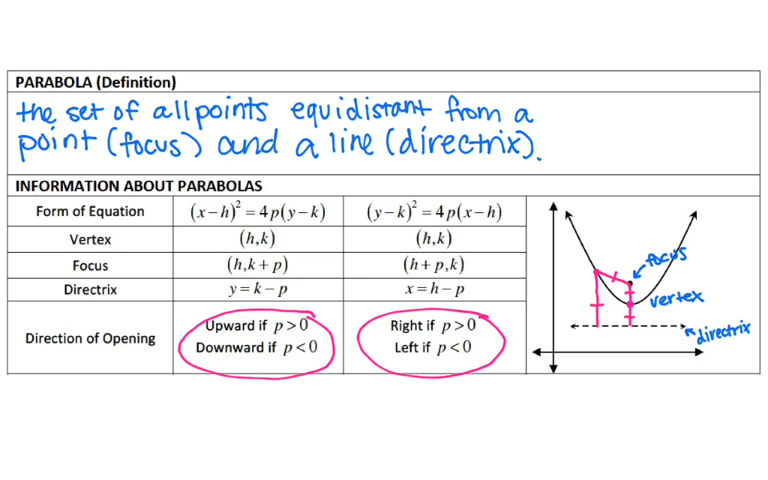 PARABOLA (Definition)
the set of all points equidistant from a
point (focus) and a line (directrix).
INFORMATION ABOUT PARABOLAS
Form of Equation (x−h)² = 4p(y−k) (y−k)² = 4p(x−h)
Vertex (h,k) (h,k)
Focus (h,k+p) (h+p,k)
Directrix y=k−p x=h−p
Direction of Opening
Upward if p>0
Downward if p<0
Right if p>0
Left if p<0
focus
vertex
directrix